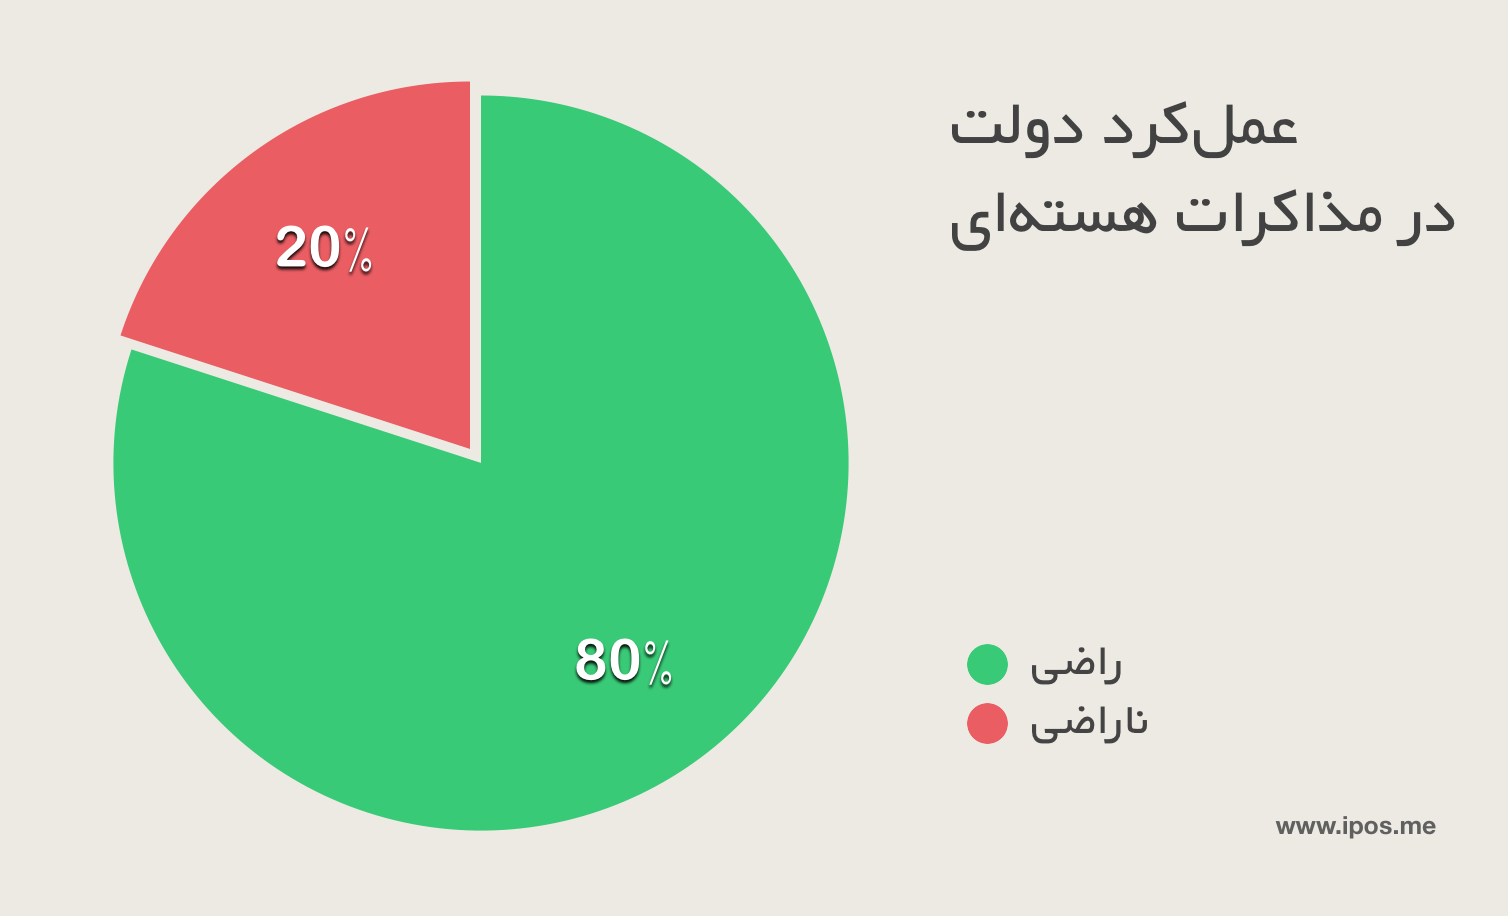 عمل‌کرد دولت
در مذاکرات هسته‌ای
20%
80%
راضی
ناراضی
www.ipos.me